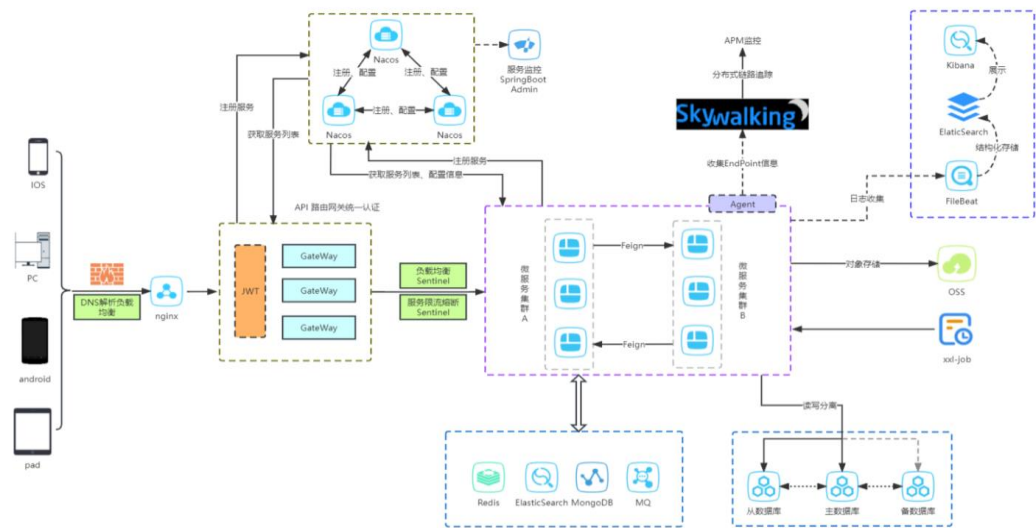 IOS
PC
android
pad
DNS解析负载
均衡
nginx
注册服务
获取服务列表
Nacos
注册、配置
注册、配置
注册、配置
Nacos
Nacos
服务监控
SpringBoot
Admin
注册服务
获取服务列表、配置信息
API 路由网关统一认证
JWT
GateWay
GateWay
GateWay
负载均衡
Sentinel
服务限流熔断
Sentinel
APM监控
分布式链路追踪
Skywalking
收集EndPoint信息
Agent
微服务集群A
Feign
Feign
微服务集群B
日志收集
Kibana
展示
ElaticSearch
结构化存储
FileBeat
对象存储
OSS
xxl-job
读写分离
Redis
ElasticSearch
MongoDB
MQ
从数据库
主数据库
备数据库